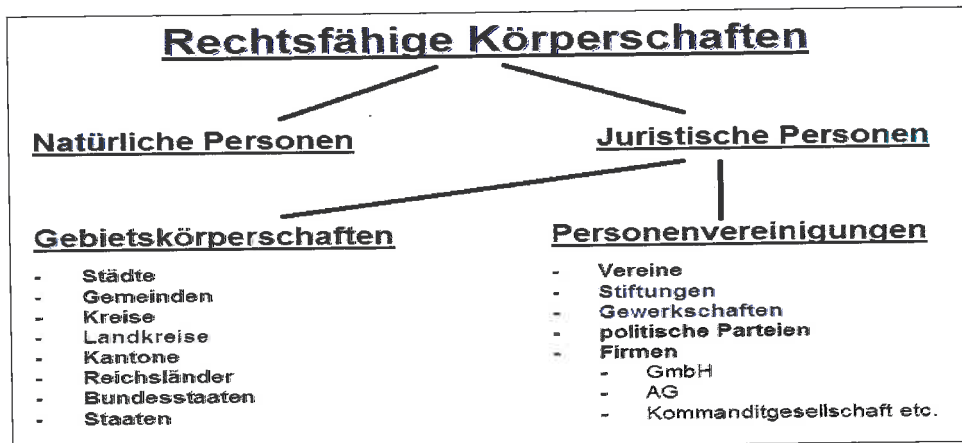 Rechtsfähige Körperschaften
Natürliche Personen
Juristische Personen
Gebietskörperschaften
- Städte
- Gemeinden
- Kreise
- Landkreise
- Kantone
- Reichsländer
- Bundesstaaten
- Staaten
Personenvereinigungen
- Vereine
- Stiftungen
- Gewerkschaften
- politische Parteien
- Firmen
- GmbH
- AG
- Kommanditgesellschaft etc.